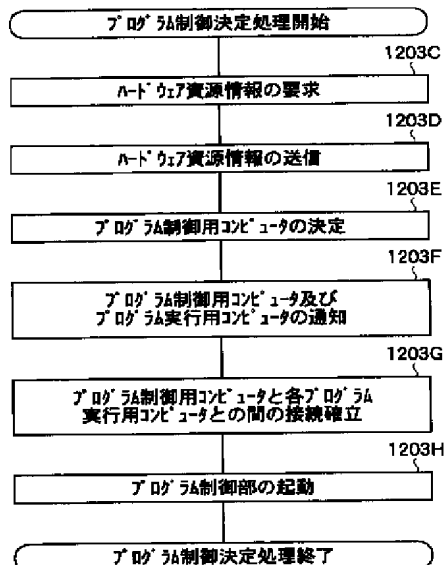 プログラム制御決定処理開始
1203C
ハードウェア資源情報の要求
1203D
ハードウェア資源情報の送信
1203E
プログラム制御用コンピュータの決定
1203F
プログラム制御用コンピュータ及び
プログラム実行用コンピュータの通知
1203G
プログラム制御用コンピュータと各プログラム
実行用コンピュータとの間の接続確立
1203H
プログラム制御部の起動
プログラム制御決定処理終了